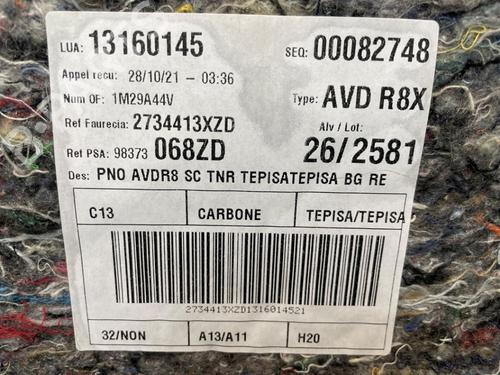 LUA: 13160145 SEQ: 00082748
Appel recu: 28/10/21 – 03:36
Num OF: 1M29A44V Type: AVD R8X
Ref Faurecia: 2734413XZD Alv / Lot:
Ref PSA: 98373 068ZD 26/2581
Des: PNO AVDR8 SC TNR TEPISATEPISA BG RE
C13 CARBONE TEPISA/TEPISA
2734413XZD1316014521
32/NON A13/A11 H20